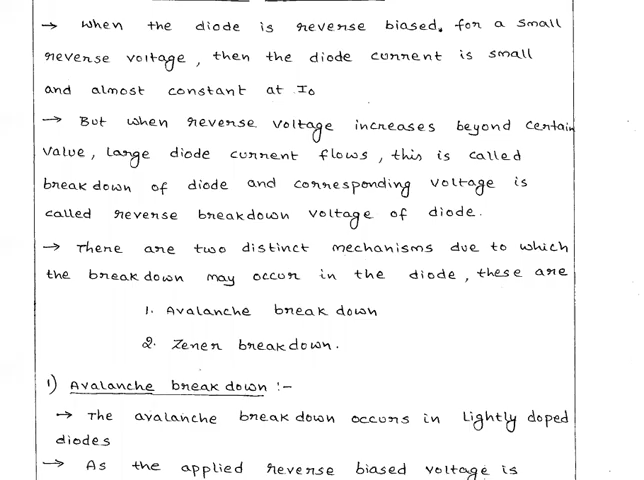 → When the diode is reverse biased. for a small
reverse voltage, then the diode current is small
and almost constant at Io
→ But when reverse voltage increases beyond certain
value, large diode current flows, this is called
break down of diode and corresponding voltage is
called reverse breakdown voltage of diode.
→ There are two distinct mechanisms due to which
the break down may occur in the diode, these are
1. Avalanche break down
2. Zener breakdown.
1) Avalanche break down :-
→ The avalanche break down occurs in lightly doped
diodes
→ As the applied reverse biased voltage is